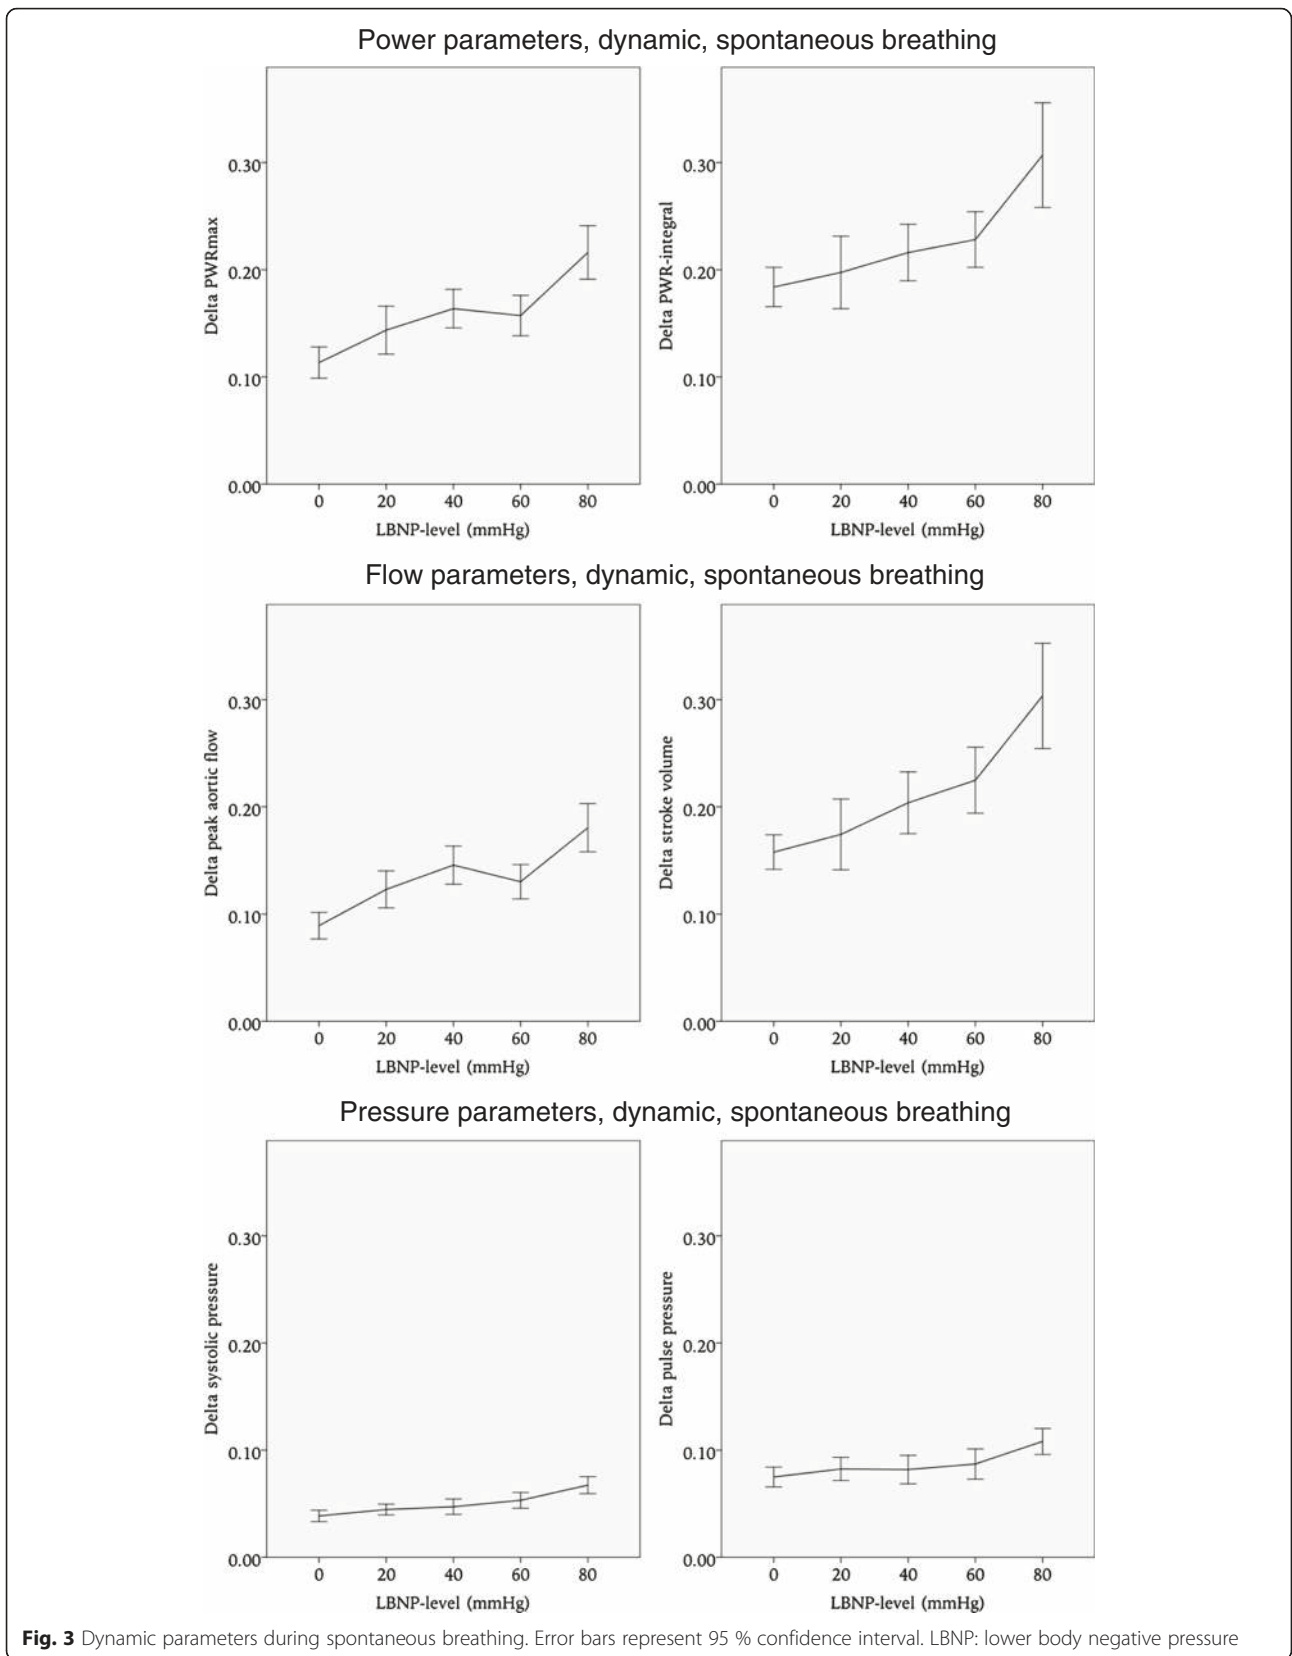 Power parameters, dynamic, spontaneous breathing
Delta PWRmax
0.30
0.20
0.10
0.00
0 20 40 60 80
LBNP-level (mmHg)
Delta PWR-integral
0.30
0.20
0.10
0.00
0 20 40 60 80
LBNP-level (mmHg)
Flow parameters, dynamic, spontaneous breathing
Delta peak aortic flow
0.30
0.20
0.10
0.00
0 20 40 60 80
LBNP-level (mmHg)
Delta stroke volume
0.30
0.20
0.10
0.00
0 20 40 60 80
LBNP-level (mmHg)
Pressure parameters, dynamic, spontaneous breathing
Delta systolic pressure
0.30
0.20
0.10
0.00
0 20 40 60 80
LBNP-level (mmHg)
Delta pulse pressure
0.30
0.20
0.10
0.00
0 20 40 60 80
LBNP-level (mmHg)
Fig. 3 Dynamic parameters during spontaneous breathing. Error bars represent 95 % confidence interval. LBNP: lower body negative pressure